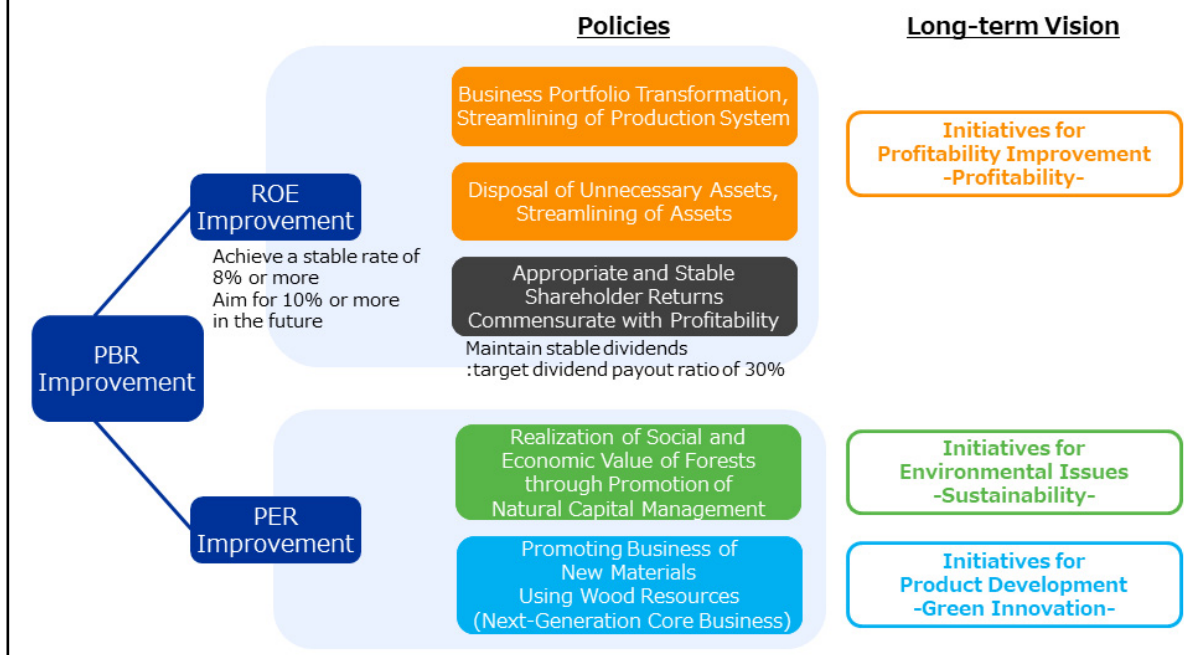 Policies
Long-term Vision
PBR
Improvement
ROE
Improvement
Achieve a stable rate of
8% or more
Aim for 10% or more
in the future
Business Portfolio Transformation,
Streamlining of Production System
Disposal of Unnecessary Assets,
Streamlining of Assets
Appropriate and Stable
Shareholder Returns
Commensurate with Profitability
Maintain stable dividends
:target dividend payout ratio of 30%
Initiatives for
Profitability Improvement
-Profitability-
PER
Improvement
Realization of Social and
Economic Value of Forests
through Promotion of
Natural Capital Management
Initiatives for
Environmental Issues
-Sustainability-
Promoting Business of
New Materials
Using Wood Resources
(Next-Generation Core Business)
Initiatives for
Product Development
-Green Innovation-